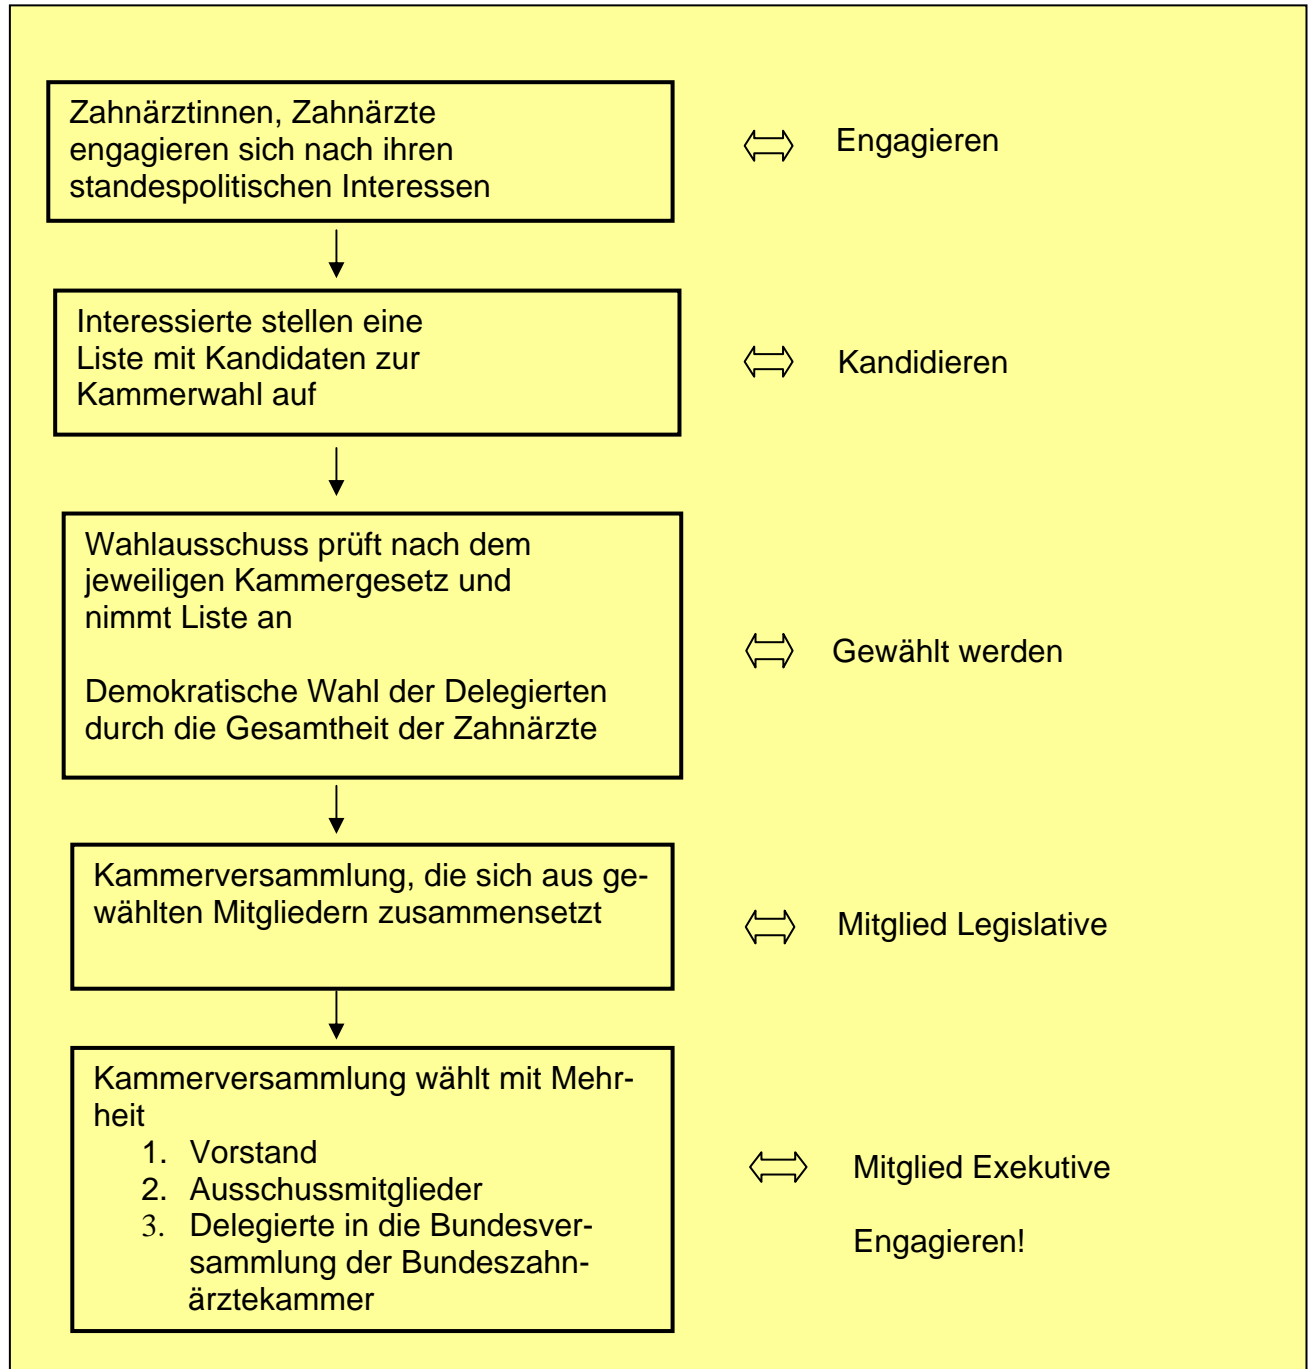 Zahnärztinnen, Zahnärzte
engagieren sich nach ihren
standespolitischen Interessen
Engagieren
Interessierte stellen eine
Liste mit Kandidaten zur
Kammerwahl auf
Kandidieren
Wahlausschuss prüft nach dem
jeweiligen Kammergesetz und
nimmt Liste an
Demokratische Wahl der Delegierten
durch die Gesamtheit der Zahnärzte
Gewählt werden
Kammerversammlung, die sich aus ge-
wählten Mitgliedern zusammensetzt
Mitglied Legislative
Kammerversammlung wählt mit Mehr-
heit
1. Vorstand
2. Ausschussmitglieder
3. Delegierte in die Bundesver-
sammlung der Bundeszahn-
ärztekammer
Mitglied Exekutive
Engagieren!